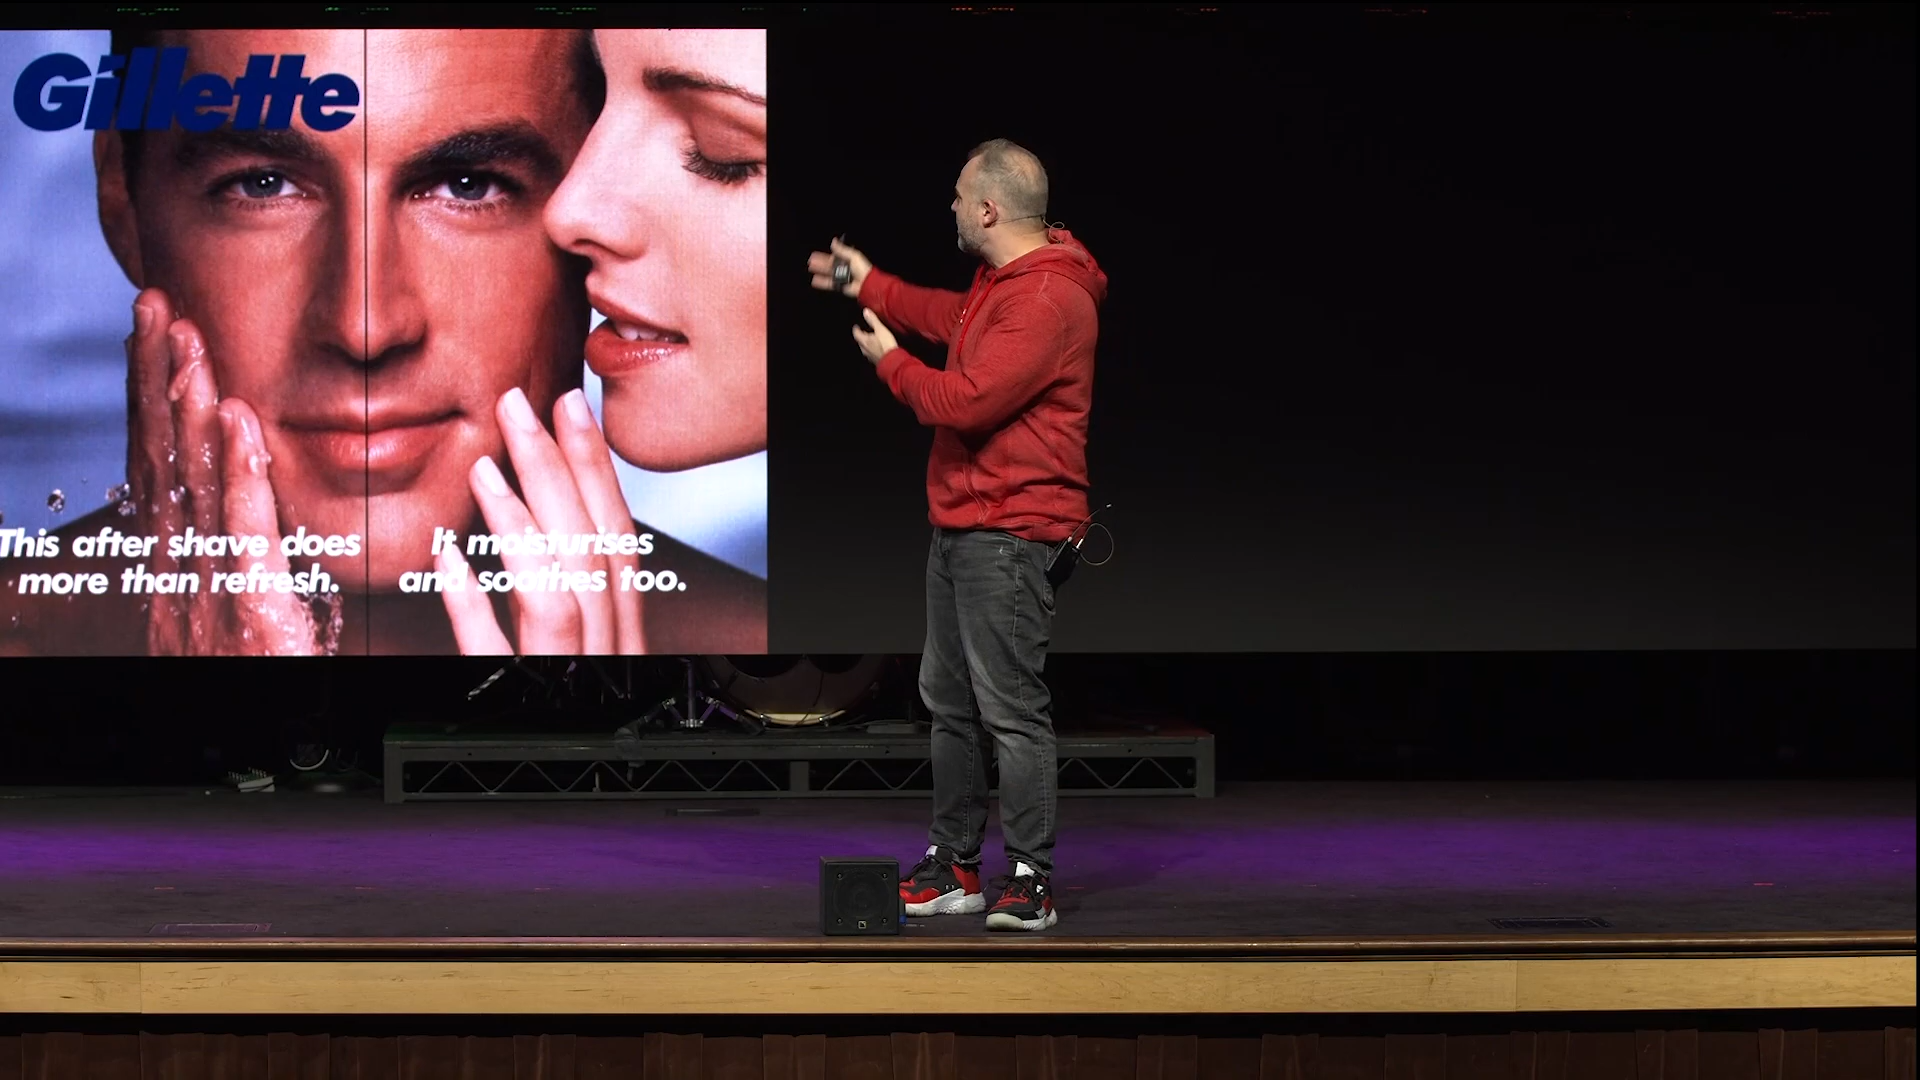 Gillette
This after shave does
more than refresh.
It moisturises
and soothes too.